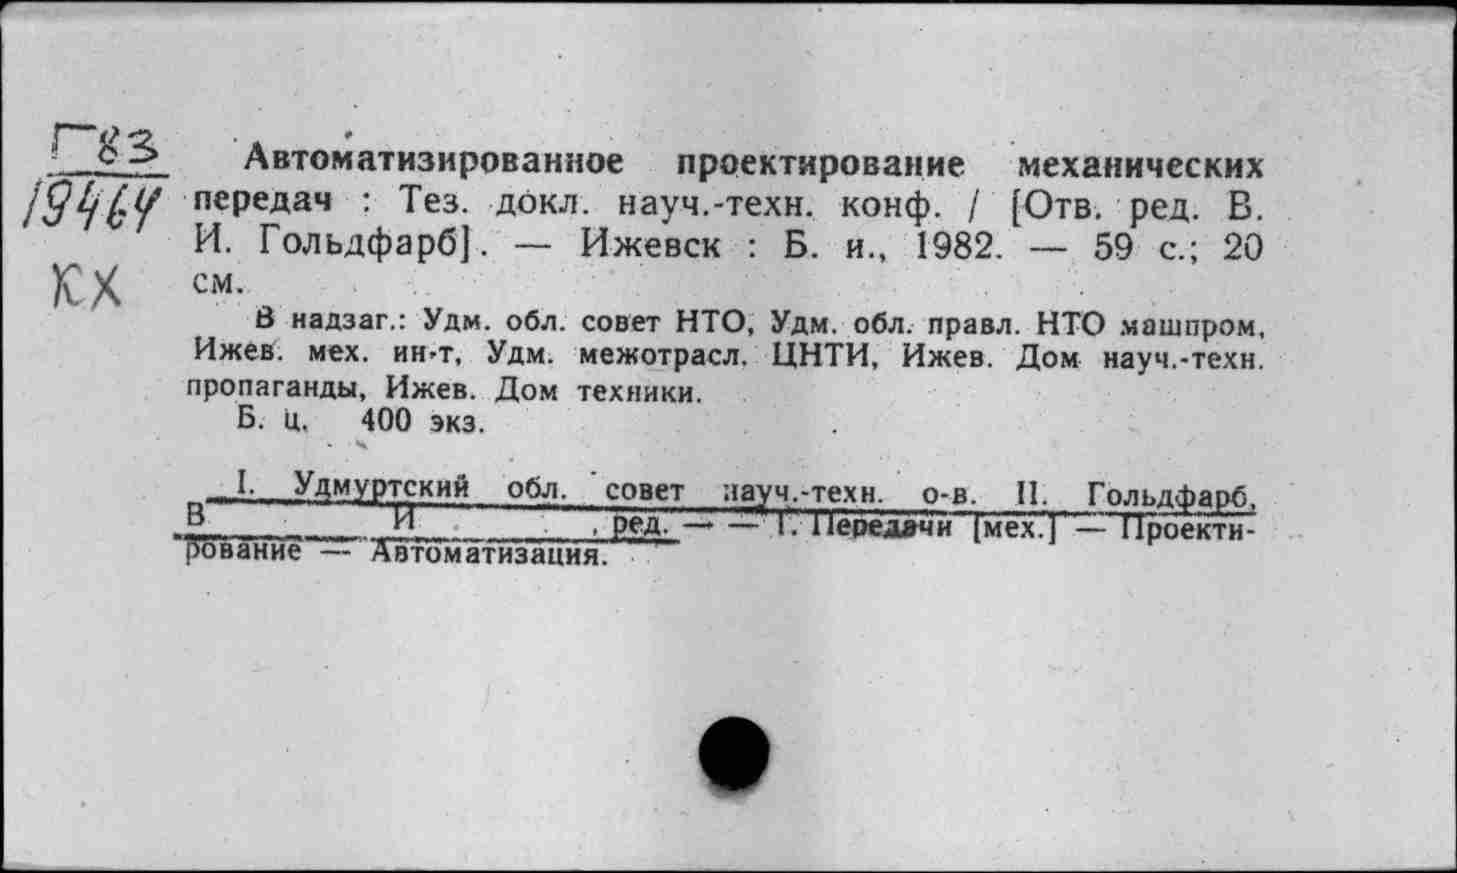 Г83
19464
КХ
Автоматизированное проектирование механических
передач : Тез. докл. науч.-техн. конф. / [Отв. ред. В.
И. Гольдфарб]. — Ижевск : Б. и., 1982. — 59 с.; 20
см.
В надзаг.: Удм. обл. совет НТО, Удм. обл. правл. НТО машпром,
Ижев. мех. ин-т, Удм. межотрасл. ЦНТИ, Ижев. Дом науч.-техн.
пропаганды, Ижев. Дом техники.
Б. ц. 400 экз.
I. Удмуртский обл. совет науч.-техн. о-в. II. Гольдфарб,
В И , ред. — — 1. Передачи [мех.] — Проекти-
рование — Автоматизация.